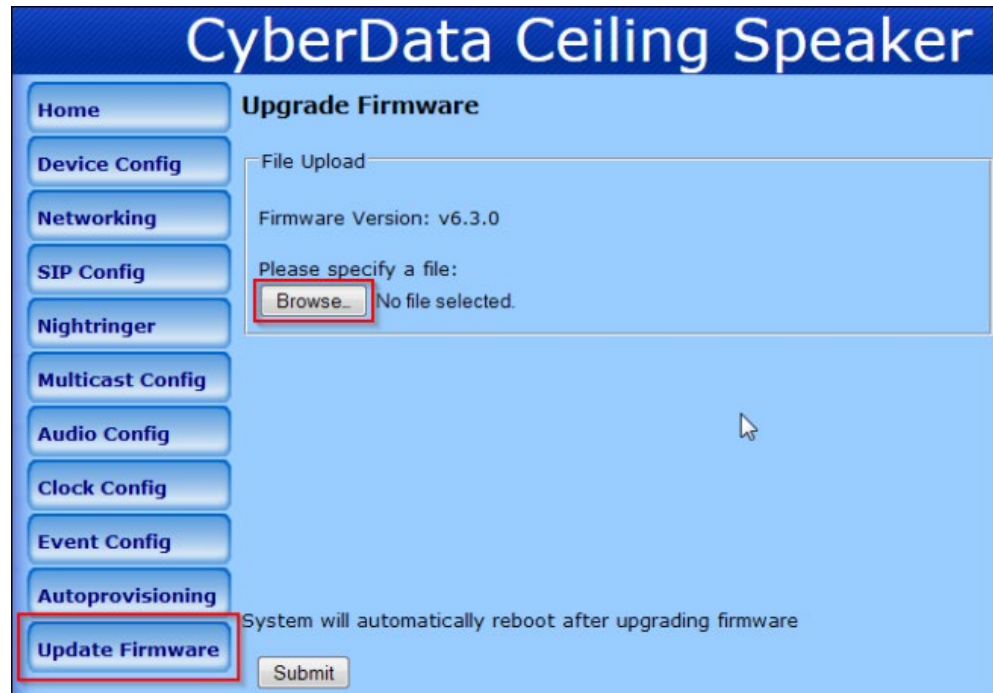 CyberData Ceiling Speaker
Home
Device Config
Networking
SIP Config
Nightringer
Multicast Config
Audio Config
Clock Config
Event Config
Autoprovisioning
Update Firmware
Upgrade Firmware
File Upload
Firmware Version: v6.3.0
Please specify a file:
Browse… No file selected.
System will automatically reboot after upgrading firmware
Submit